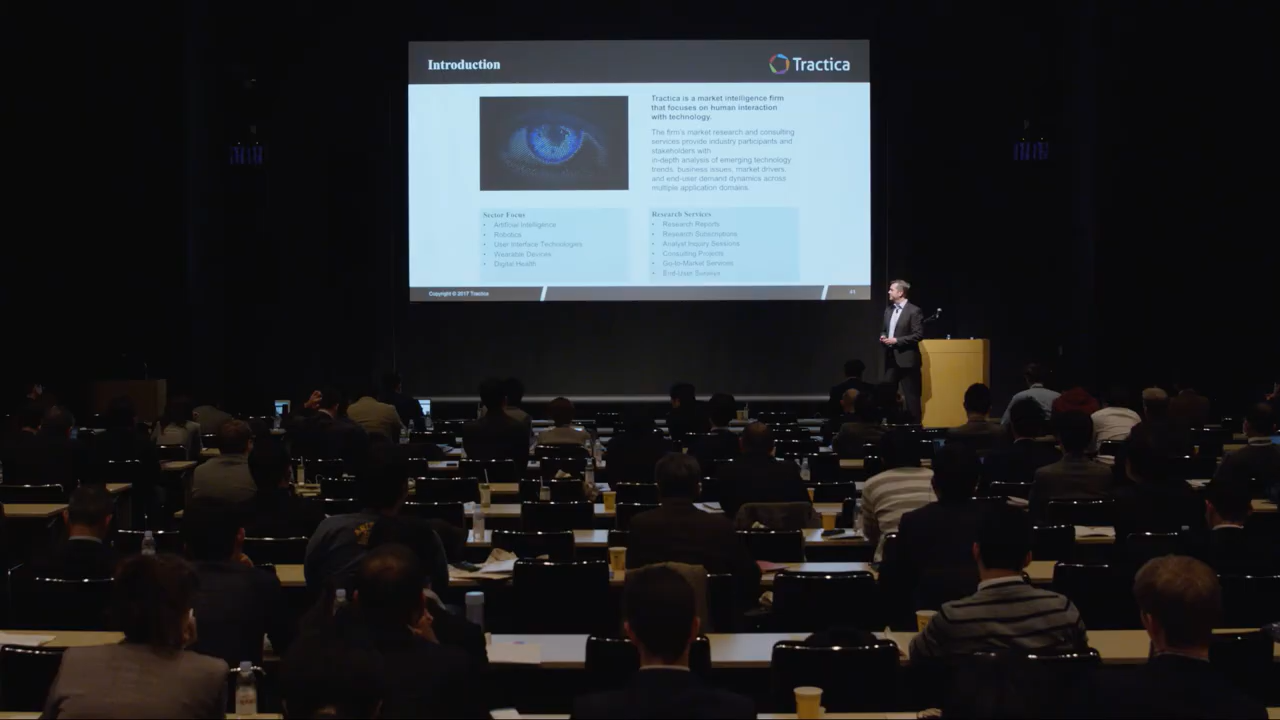 Introduction
Tractica
Tractica is a market intelligence firm
that focuses on human interaction
with technology.
The firm's market research and consulting
services provide industry participants and
stakeholders with
in-depth analysis of emerging technology
trends, business issues, market drivers,
and end-user demand dynamics across
multiple application domains.
Sector Focus
• Artificial Intelligence
• Robotics
• User Interface Technologies
• Wearable Devices
• Digital Health
Research Services
• Research Reports
• Research Subscriptions
• Analyst Inquiry Sessions
• Consulting Projects
• Go-to-Market Services
• End-User Surveys
Copyright © 2017 Tractica